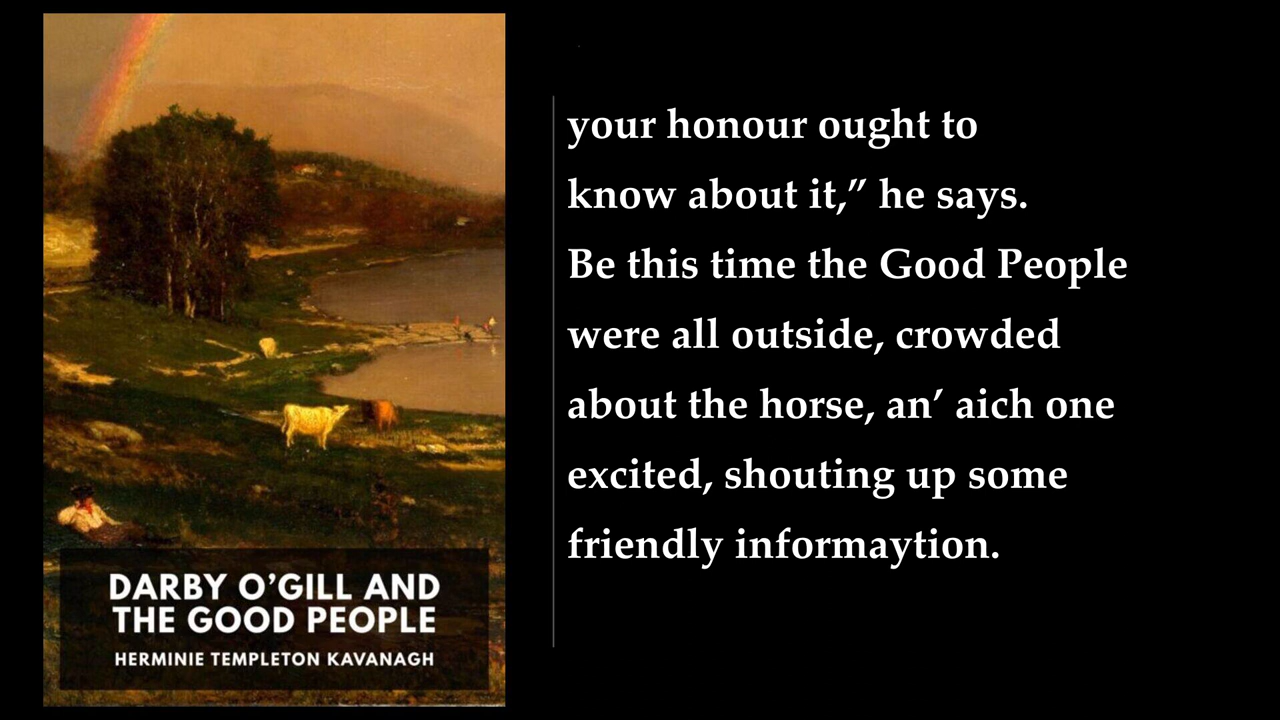 your honour ought to
know about it,” he says.
Be this time the Good People
were all outside, crowded
about the horse, an’ aich one
excited, shouting up some
friendly informaytion.
DARBY O’GILL AND
THE GOOD PEOPLE
HERMINIE TEMPLETON KAVANAGH